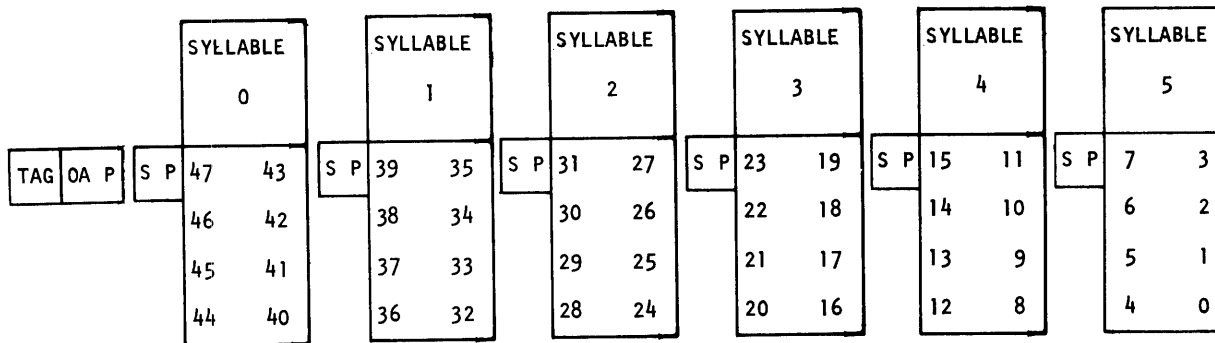 SYLLABLE SYLLABLE SYLLABLE SYLLABLE SYLLABLE SYLLABLE
0 1 2 3 4 5
TAG OA P S P 47 43 S P 39 35 S P 31 27 S P 23 19 S P 15 11 S P 7 3
46 42 38 34 30 26 22 18 14 10 6 2
45 41 37 33 29 25 21 17 13 9 5 1
44 40 36 32 28 24 20 16 12 8 4 0